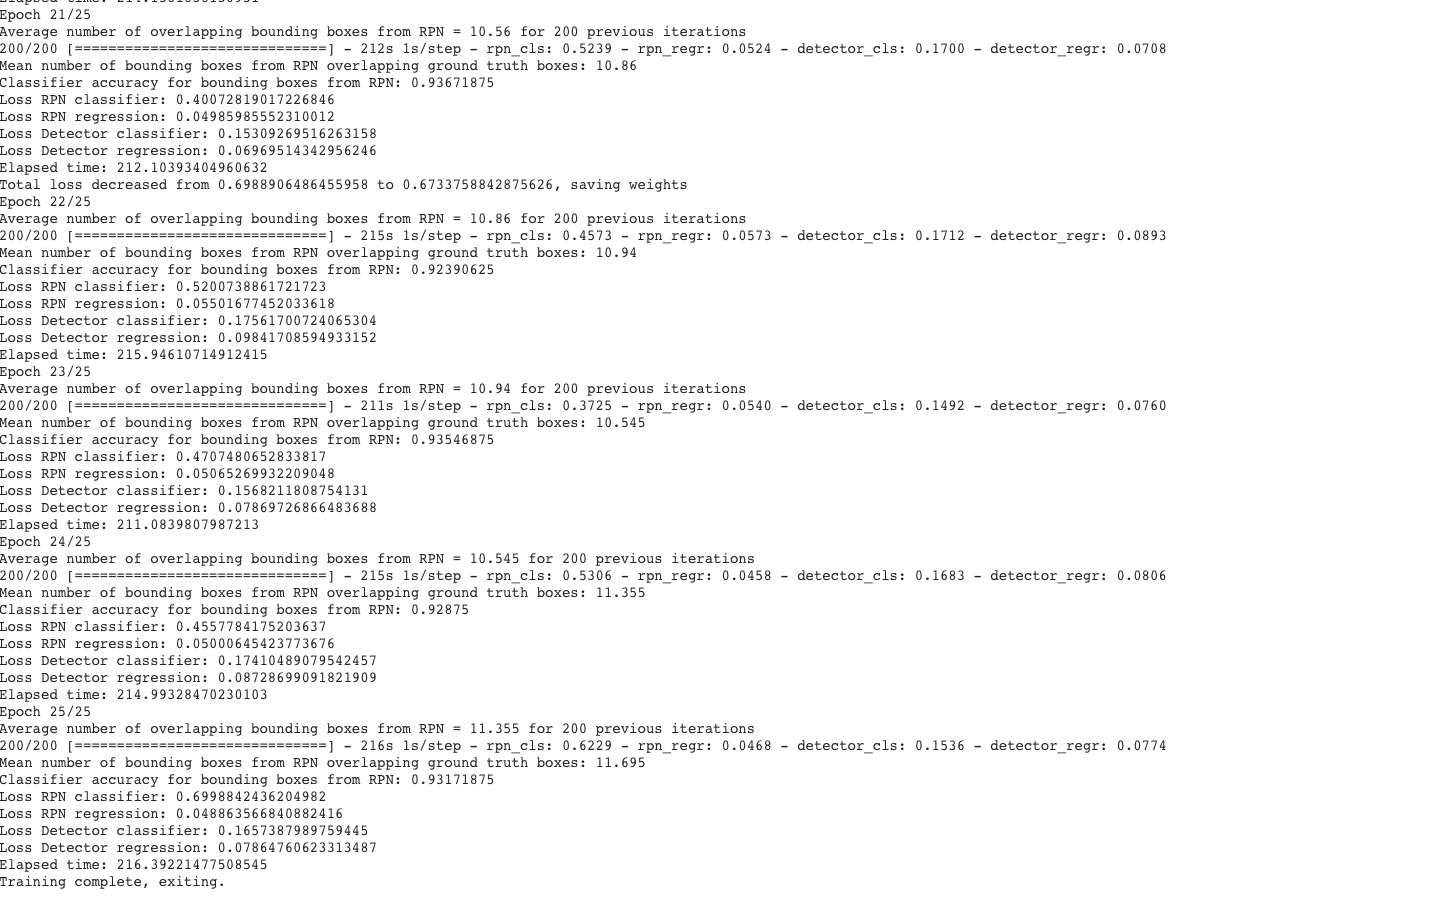 Elapsed time: 214.1301030150931
Epoch 21/25
Average number of overlapping bounding boxes from RPN = 10.56 for 200 previous iterations
200/200 [==============================] - 212s 1s/step - rpn_cls: 0.5239 - rpn_regr: 0.0524 - detector_cls: 0.1700 - detector_regr: 0.0708
Mean number of bounding boxes from RPN overlapping ground truth boxes: 10.86
Classifier accuracy for bounding boxes from RPN: 0.93671875
Loss RPN classifier: 0.40072819017226846
Loss RPN regression: 0.04985985552310012
Loss Detector classifier: 0.15309269516263158
Loss Detector regression: 0.06969514342956246
Elapsed time: 212.10393404960632
Total loss decreased from 0.6988906486455958 to 0.6733758842875626, saving weights
Epoch 22/25
Average number of overlapping bounding boxes from RPN = 10.86 for 200 previous iterations
200/200 [==============================] - 215s 1s/step - rpn_cls: 0.4573 - rpn_regr: 0.0573 - detector_cls: 0.1712 - detector_regr: 0.0893
Mean number of bounding boxes from RPN overlapping ground truth boxes: 10.94
Classifier accuracy for bounding boxes from RPN: 0.92390625
Loss RPN classifier: 0.5200738861721723
Loss RPN regression: 0.05501677452033618
Loss Detector classifier: 0.17561700724065304
Loss Detector regression: 0.09841708594933152
Elapsed time: 215.94610714912415
Epoch 23/25
Average number of overlapping bounding boxes from RPN = 10.94 for 200 previous iterations
200/200 [==============================] - 211s 1s/step - rpn_cls: 0.3725 - rpn_regr: 0.0540 - detector_cls: 0.1492 - detector_regr: 0.0760
Mean number of bounding boxes from RPN overlapping ground truth boxes: 10.545
Classifier accuracy for bounding boxes from RPN: 0.93546875
Loss RPN classifier: 0.4707480652833817
Loss RPN regression: 0.05065269932209048
Loss Detector classifier: 0.1568211808754131
Loss Detector regression: 0.07869726866483688
Elapsed time: 211.0839807987213
Epoch 24/25
Average number of overlapping bounding boxes from RPN = 10.545 for 200 previous iterations
200/200 [==============================] - 215s 1s/step - rpn_cls: 0.5306 - rpn_regr: 0.0458 - detector_cls: 0.1683 - detector_regr: 0.0806
Mean number of bounding boxes from RPN overlapping ground truth boxes: 11.355
Classifier accuracy for bounding boxes from RPN: 0.92875
Loss RPN classifier: 0.4557784175203637
Loss RPN regression: 0.05000645423773676
Loss Detector classifier: 0.17410489079542457
Loss Detector regression: 0.08728699091821909
Elapsed time: 214.99328470230103
Epoch 25/25
Average number of overlapping bounding boxes from RPN = 11.355 for 200 previous iterations
200/200 [==============================] - 216s 1s/step - rpn_cls: 0.6229 - rpn_regr: 0.0468 - detector_cls: 0.1536 - detector_regr: 0.0774
Mean number of bounding boxes from RPN overlapping ground truth boxes: 11.695
Classifier accuracy for bounding boxes from RPN: 0.93171875
Loss RPN classifier: 0.6998842436204982
Loss RPN regression: 0.048863566840882416
Loss Detector classifier: 0.1657387989759445
Loss Detector regression: 0.07864760623313487
Elapsed time: 216.39221477508545
Training complete, exiting.